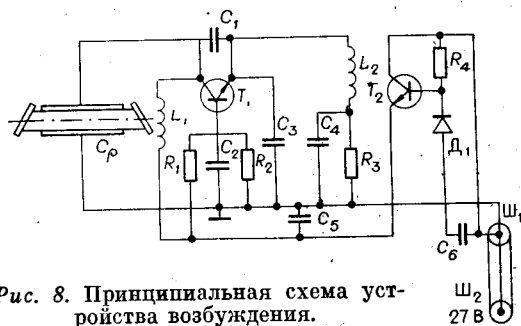 C₁
L₂
R₄
T₂
T₁
L₁
Cρ
C₃
C₄
Д₁
R₁
C₂
R₂
R₃
C₅
C₆
Ш₁
Ш₂
27 В
Рис. 8. Принципиальная схема уст-
ройства возбуждения.